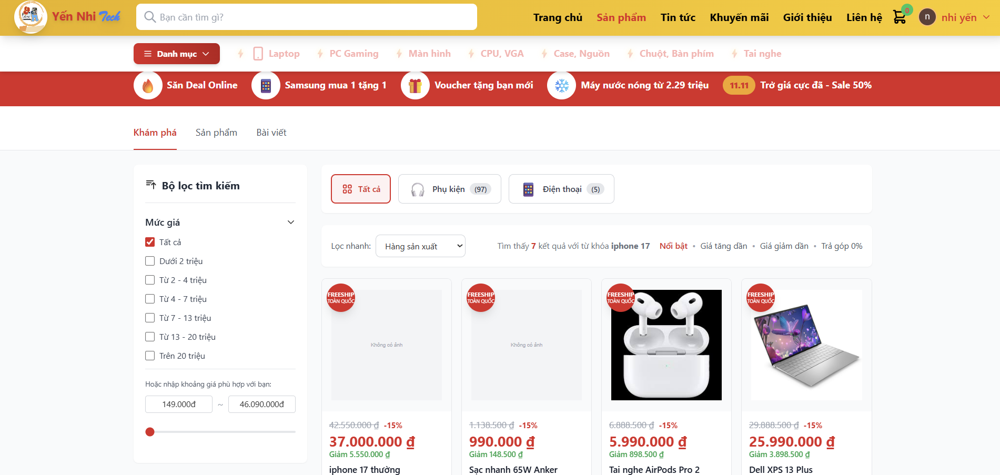 Yến Nhi Tech
Bạn cần tìm gì?
Trang chủ Sản phẩm Tin tức Khuyến mãi Giới thiệu Liên hệ 0 n nhi yến
Danh mục Laptop PC Gaming Màn hình CPU, VGA Case, Nguồn Chuột, Bàn phím Tai nghe
Săn Deal Online Samsung mua 1 tặng 1 Voucher tặng bạn mới Máy nước nóng từ 2.29 triệu 11.11 Trở giá cực đã - Sale 50%
Khám phá Sản phẩm Bài viết
Bộ lọc tìm kiếm
Mức giá
Tất cả
Dưới 2 triệu
Từ 2 - 4 triệu
Từ 4 - 7 triệu
Từ 7 - 13 triệu
Từ 13 - 20 triệu
Trên 20 triệu
Hoặc nhập khoảng giá phù hợp với bạn:
149.000đ ~ 46.090.000đ
Tất cả Phụ kiện (97) Điện thoại (5)
Lọc nhanh: Hãng sản xuất Tìm thấy 7 kết quả với từ khóa iphone 17 Nổi bật • Giá tăng dần • Giá giảm dần • Trả góp 0%
FREESHIP
TOÀN QUỐC
Không có ảnh
42.550.000 ₫ -15%
37.000.000 ₫
Giảm 5.550.000 ₫
iphone 17 thường
FREESHIP
TOÀN QUỐC
Không có ảnh
1.138.500 ₫ -15%
990.000 ₫
Giảm 148.500 ₫
Sạc nhanh 65W Anker
FREESHIP
TOÀN QUỐC
6.888.500 ₫ -15%
5.990.000 ₫
Giảm 898.500 ₫
Tai nghe AirPods Pro 2
FREESHIP
TOÀN QUỐC
29.888.500 ₫ -15%
25.990.000 ₫
Giảm 3.898.500 ₫
Dell XPS 13 Plus